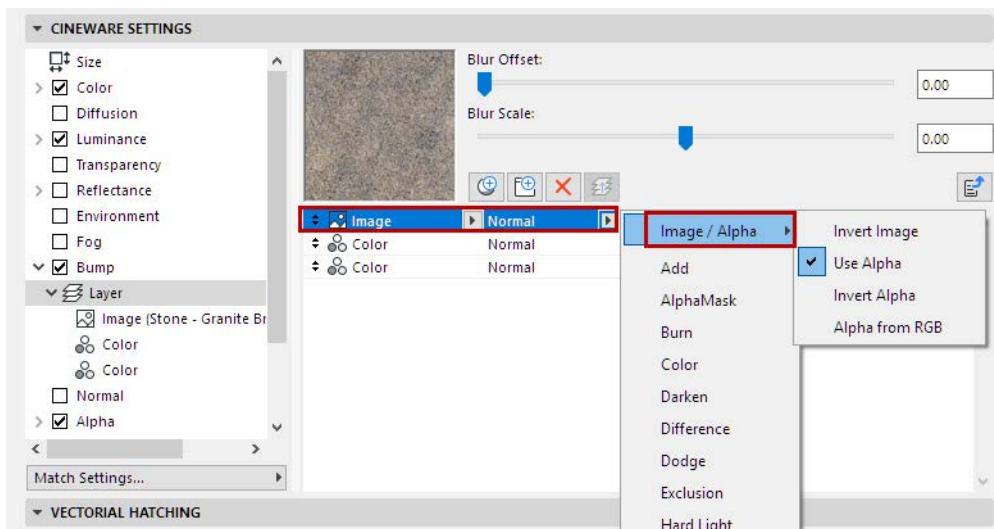 CINEWARE SETTINGS
Size
Color
Diffusion
Luminance
Transparency
Reflectance
Environment
Fog
Bump
Layer
Image (Stone - Granite Br
Color
Color
Normal
Alpha
Match Settings...
Blur Offset:
0.00
Blur Scale:
0.00
Image Normal
Color Normal
Color Normal
Image / Alpha
Add
AlphaMask
Burn
Color
Darken
Difference
Dodge
Exclusion
Hard Light
Invert Image
Use Alpha
Invert Alpha
Alpha from RGB
VECTORIAL HATCHING